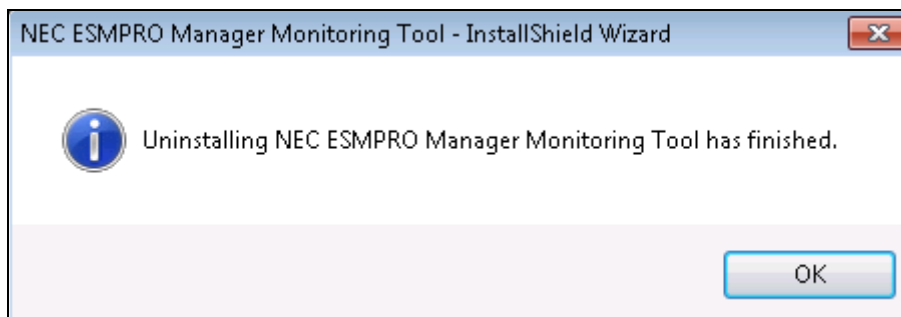 NEC ESMPRO Manager Monitoring Tool - InstallShield Wizard
Uninstalling NEC ESMPRO Manager Monitoring Tool has finished.
OK